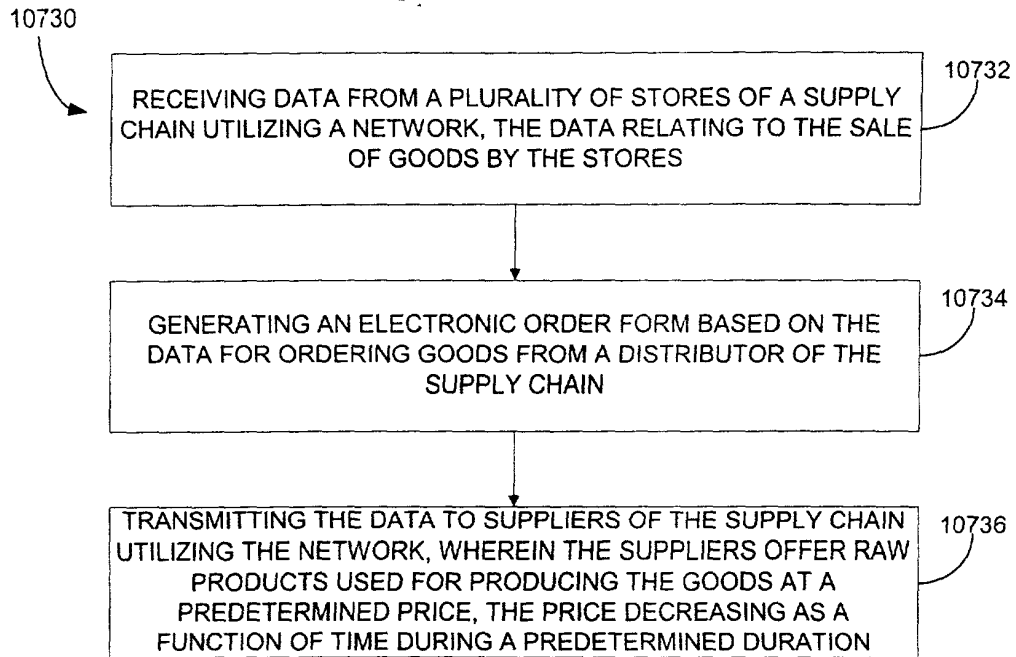 10730
10732
RECEIVING DATA FROM A PLURALITY OF STORES OF A SUPPLY
CHAIN UTILIZING A NETWORK, THE DATA RELATING TO THE SALE
OF GOODS BY THE STORES
10734
GENERATING AN ELECTRONIC ORDER FORM BASED ON THE
DATA FOR ORDERING GOODS FROM A DISTRIBUTOR OF THE
SUPPLY CHAIN
10736
TRANSMITTING THE DATA TO SUPPLIERS OF THE SUPPLY CHAIN
UTILIZING THE NETWORK, WHEREIN THE SUPPLIERS OFFER RAW
PRODUCTS USED FOR PRODUCING THE GOODS AT A
PREDETERMINED PRICE, THE PRICE DECREASING AS A
FUNCTION OF TIME DURING A PREDETERMINED DURATION